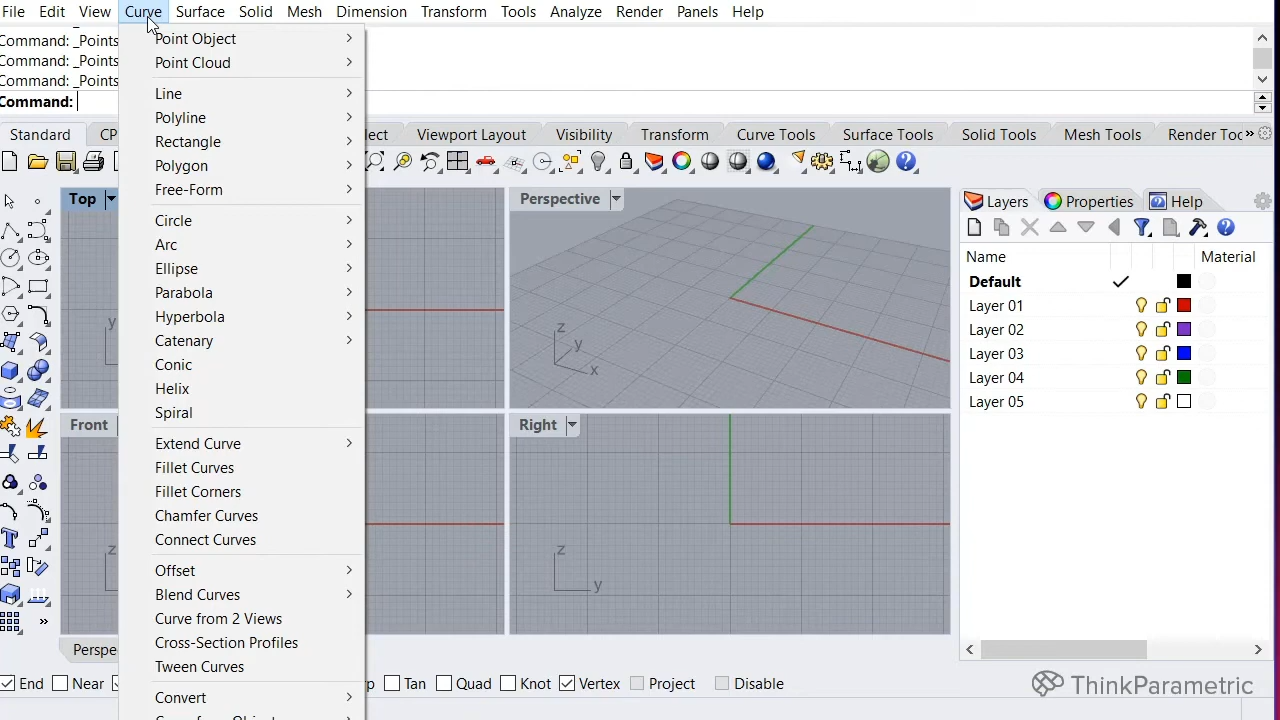 File Edit View Curve Surface Solid Mesh Dimension Transform Tools Analyze Render Panels Help
Command: _Points
Command: _Points
Command: _Points
Command:
Point Object
Point Cloud
Line
Polyline
Rectangle
Polygon
Free-Form
Circle
Arc
Ellipse
Parabola
Hyperbola
Catenary
Conic
Helix
Spiral
Extend Curve
Fillet Curves
Fillet Corners
Chamfer Curves
Connect Curves
Offset
Blend Curves
Curve from 2 Views
Cross-Section Profiles
Tween Curves
Convert
Standard CP lect Viewport Layout Visibility Transform Curve Tools Surface Tools Solid Tools Mesh Tools Render Toc »
Top
y
Perspective
z
y
x
Front
z
Right
z
y
Layers Properties Help
Name Material
Default
Layer 01
Layer 02
Layer 03
Layer 04
Layer 05
Perspe
End Near p Tan Quad Knot Vertex Project Disable
ThinkParametric